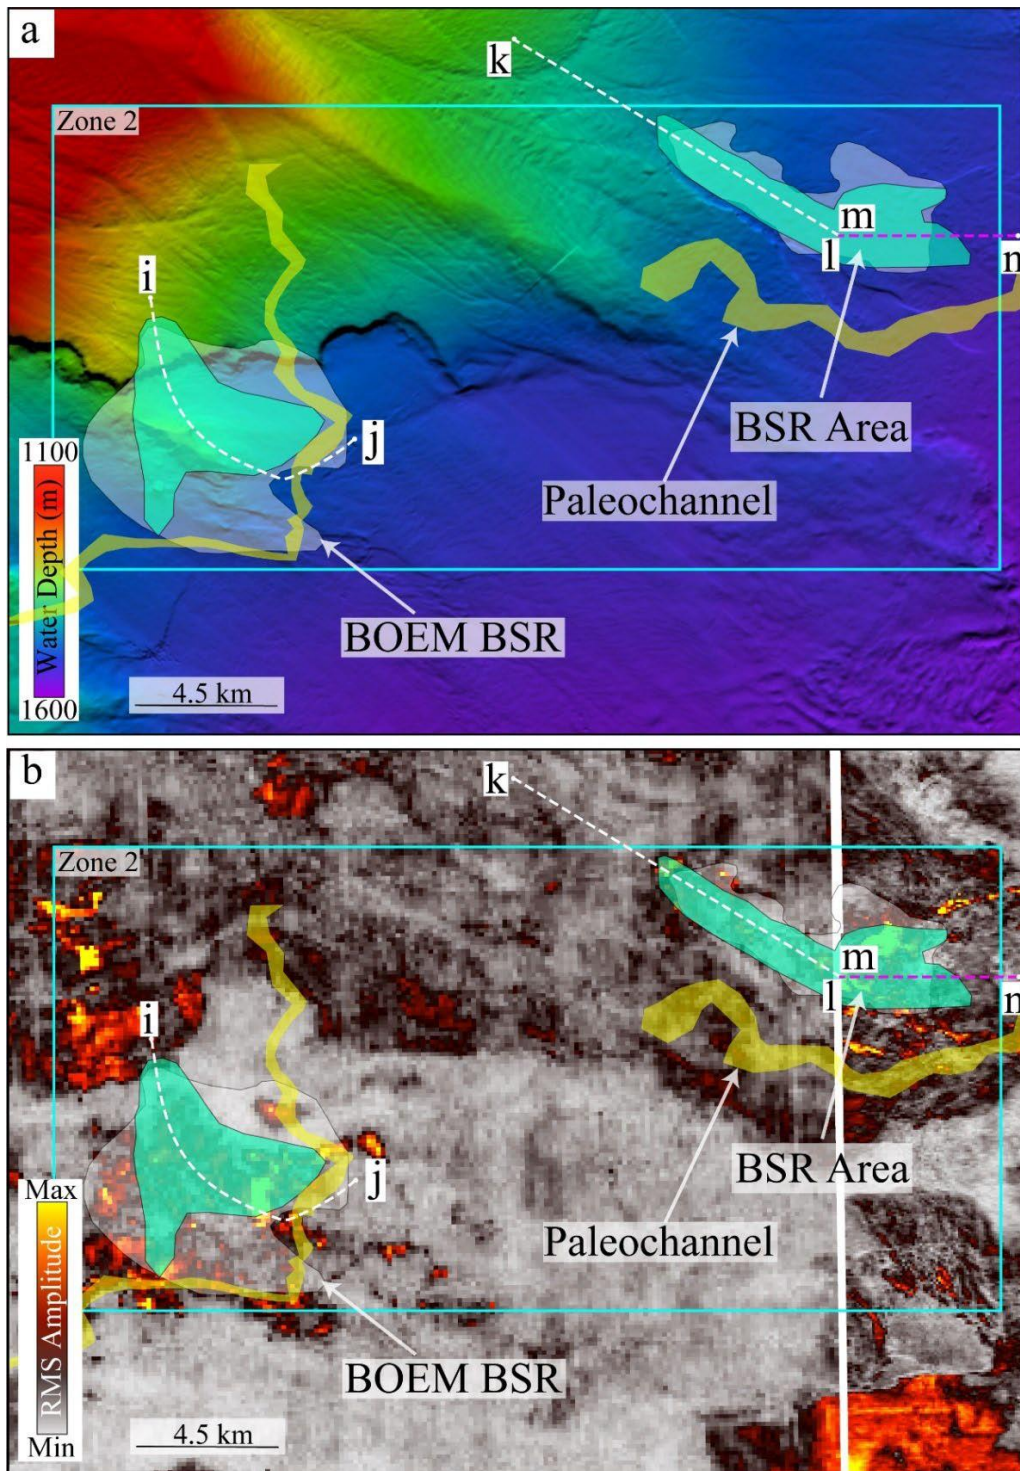 a
k
Zone 2
m
l
n
i
BSR Area
j
1100
Paleochannel
Water Depth (m)
BOEM BSR
4.5 km
1600
b
k
Zone 2
m
l
n
i
BSR Area
j
Max
Paleochannel
RMS Amplitude
BOEM BSR
4.5 km
Min